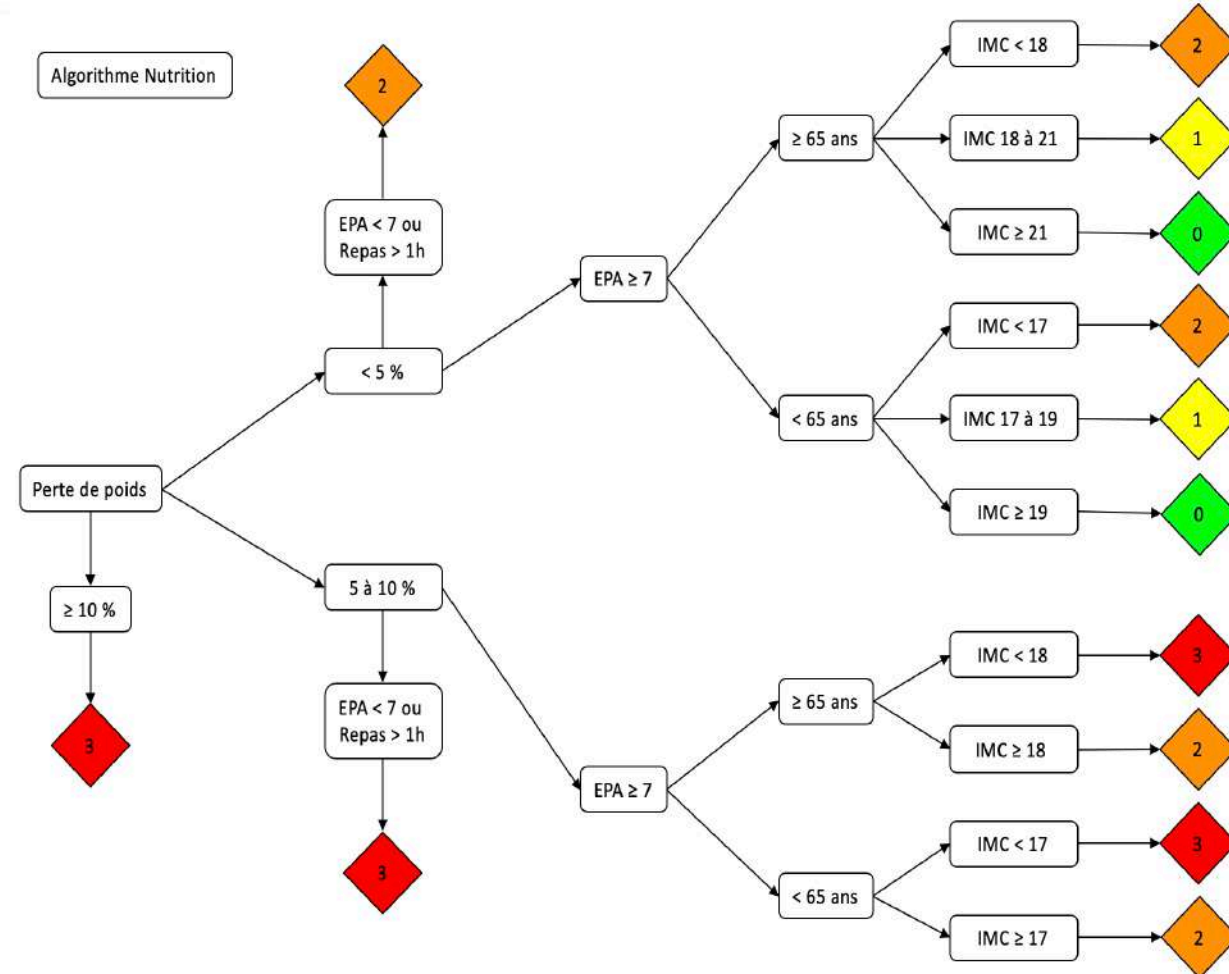 Algorithme Nutrition
2
EPA < 7 ou
Repas > 1h
< 5 %
EPA ≥ 7
≥ 65 ans
IMC < 18
2
IMC 18 à 21
1
IMC ≥ 21
0
< 65 ans
IMC < 17
2
IMC 17 à 19
1
IMC ≥ 19
0
Perte de poids
≥ 10 %
3
5 à 10 %
EPA < 7 ou
Repas > 1h
3
EPA ≥ 7
≥ 65 ans
IMC < 18
3
IMC ≥ 18
2
< 65 ans
IMC < 17
3
IMC ≥ 17
2